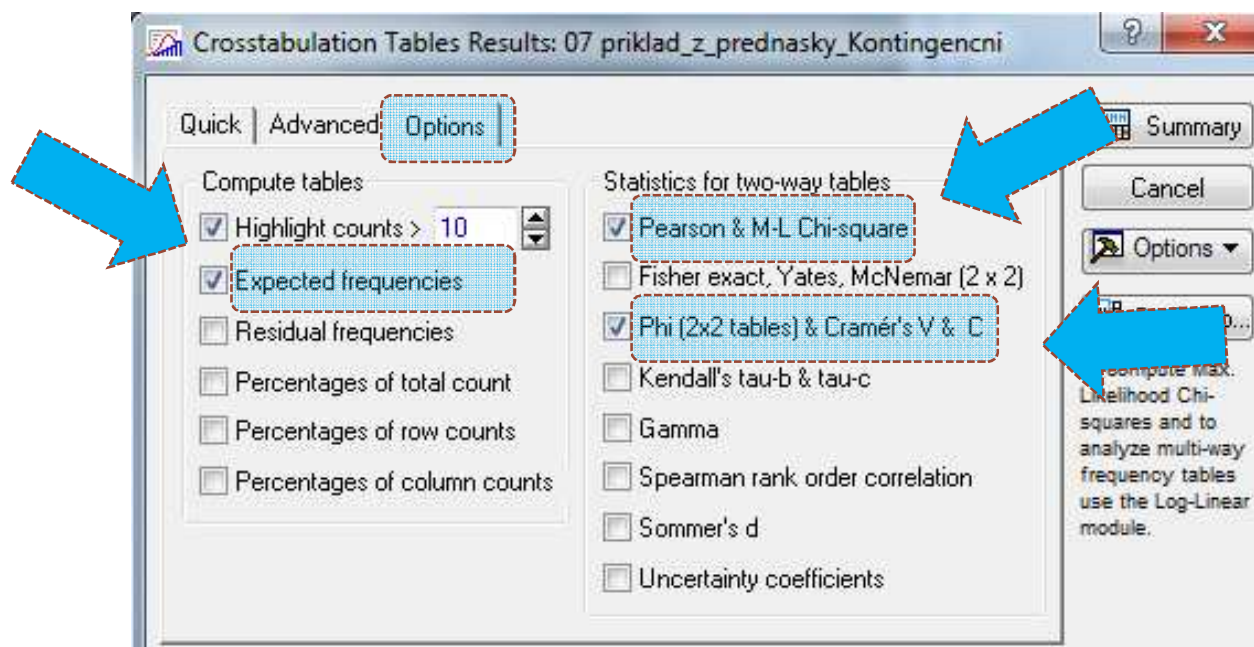 Crosstabulation Tables Results: 07 priklad_z_prednasky_Kontingencni
Quick
Advanced
Options
Compute tables
Highlight counts > 10
Expected frequencies
Residual frequencies
Percentages of total count
Percentages of row counts
Percentages of column counts
Statistics for two-way tables
Pearson & M-L Chi-square
Fisher exact, Yates, McNemar (2 x 2)
Phi (2x2 tables) & Cramér's V & C
Kendall's tau-b & tau-c
Gamma
Spearman rank order correlation
Sommer's d
Uncertainty coefficients
Summary
Cancel
Options
compute Max.
Likelihood Chi-
squares and to
analyze multi-way
frequency tables
use the Log-Linear
module.